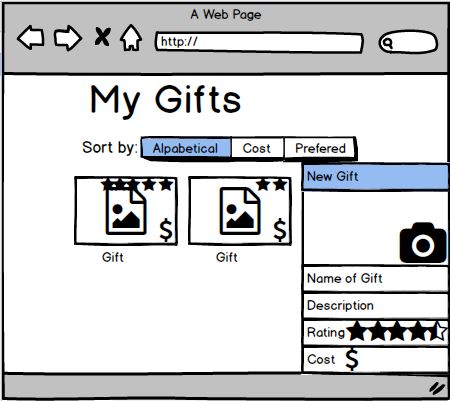 A Web Page
http://
My Gifts
Sort by: Alpabetical Cost Prefered
New Gift
$ $
Gift Gift
Name of Gift
Description
Rating
Cost $